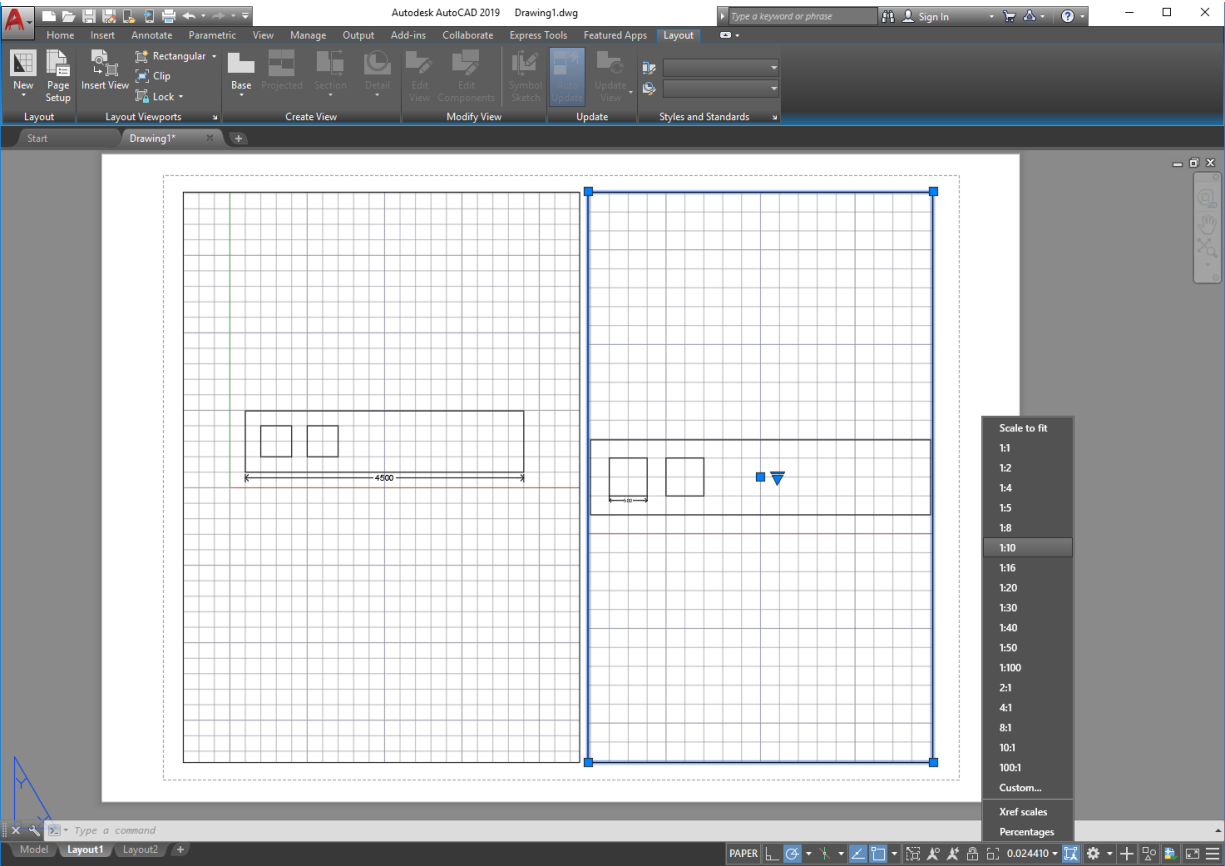 Autodesk AutoCAD 2019 Drawing1.dwg
Type a keyword or phrase
Sign In
Home Insert Annotate Parametric View Manage Output Add-ins Collaborate Express Tools Featured Apps Layout
New
Page Setup
Insert View
Rectangular
Clip
Lock
Base
Projected
Section
Detail
Edit View
Edit Components
Symbol Sketch
Auto Update
Update View
Layout
Layout Viewports
Create View
Modify View
Update
Styles and Standards
Start
Drawing1*
4500
Scale to fit
1:1
1:2
1:4
1:5
1:8
1:10
1:16
1:20
1:30
1:40
1:50
1:100
2:1
4:1
8:1
10:1
100:1
Custom...
Xref scales
Percentages
Y
Type a command
Model Layout1 Layout2 +
PAPER
0.024410